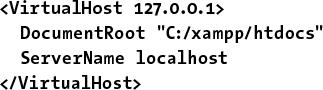 <VirtualHost 127.0.0.1>
  DocumentRoot "C:/xampp/htdocs"
  ServerName localhost
</VirtualHost>